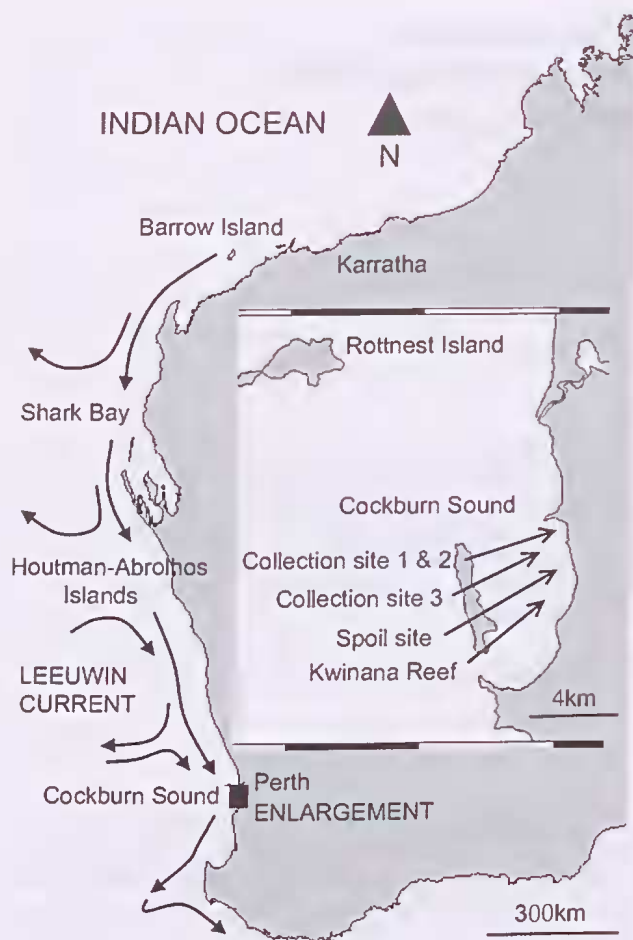 INDIAN OCEAN
N
Barrow Island
Karratha
Rottnest Island
Shark Bay
Cockburn Sound
Collection site 1 & 2
Houtman-Abrolhos
Islands
Collection site 3
Spoil site
Kwinana Reef
LEEUWIN
CURRENT
4km
Cockburn Sound
Perth
ENLARGEMENT
300km